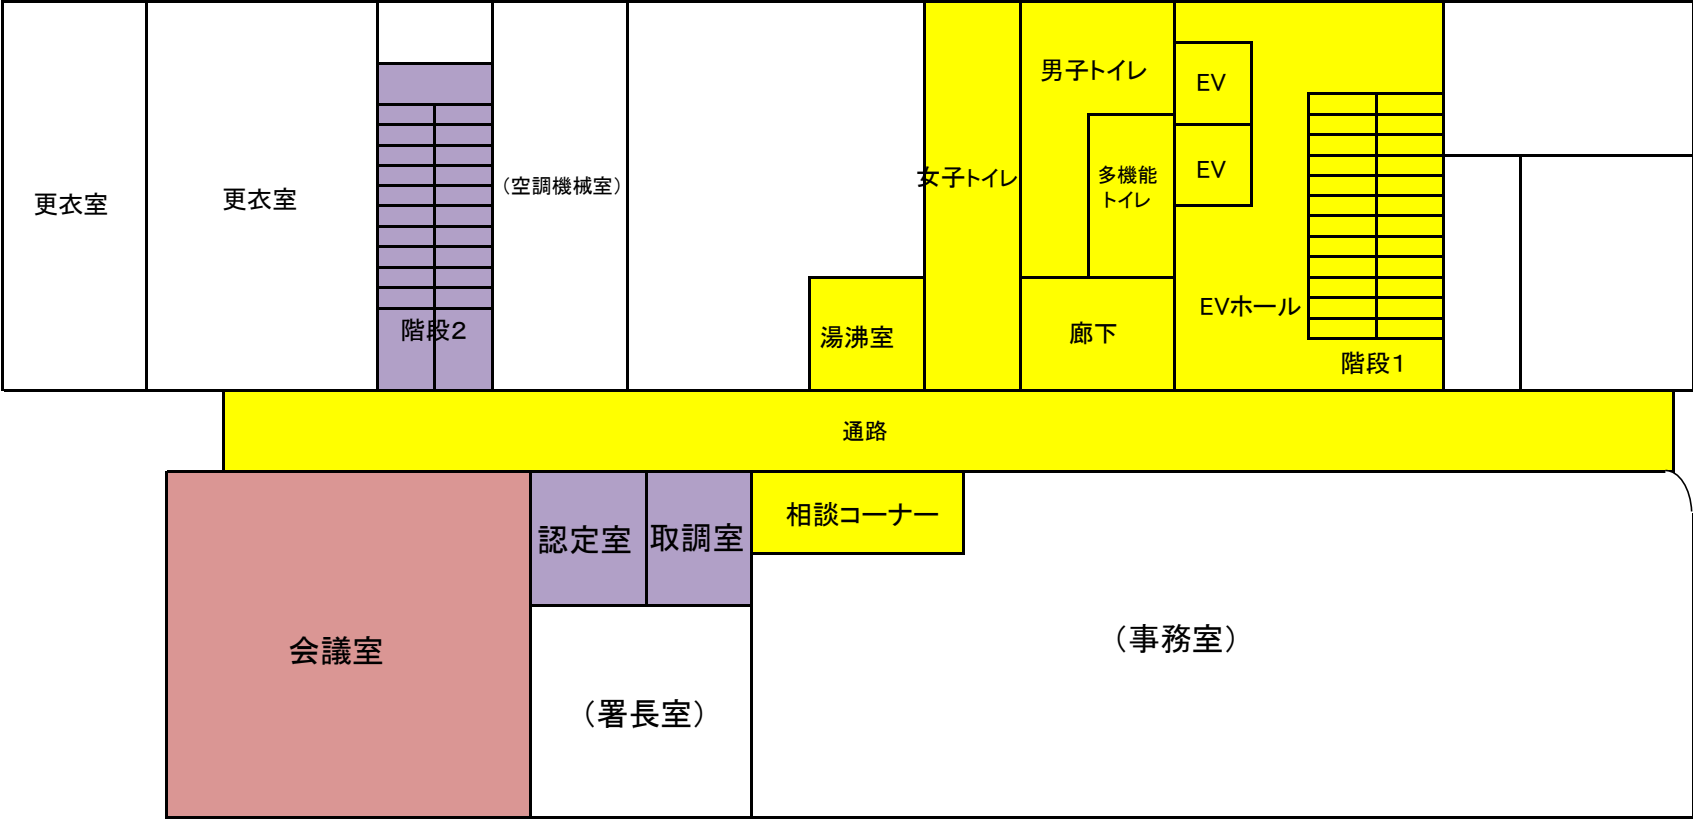 男子トイレ
EV
EV
多機能
トイレ
女子トイレ
(空調機械室)
更衣室
更衣室
階段2
湯沸室
廊下
EVホール
階段1
通路
相談コーナー
認定室
取調室
会議室
(事務室)
(署長室)